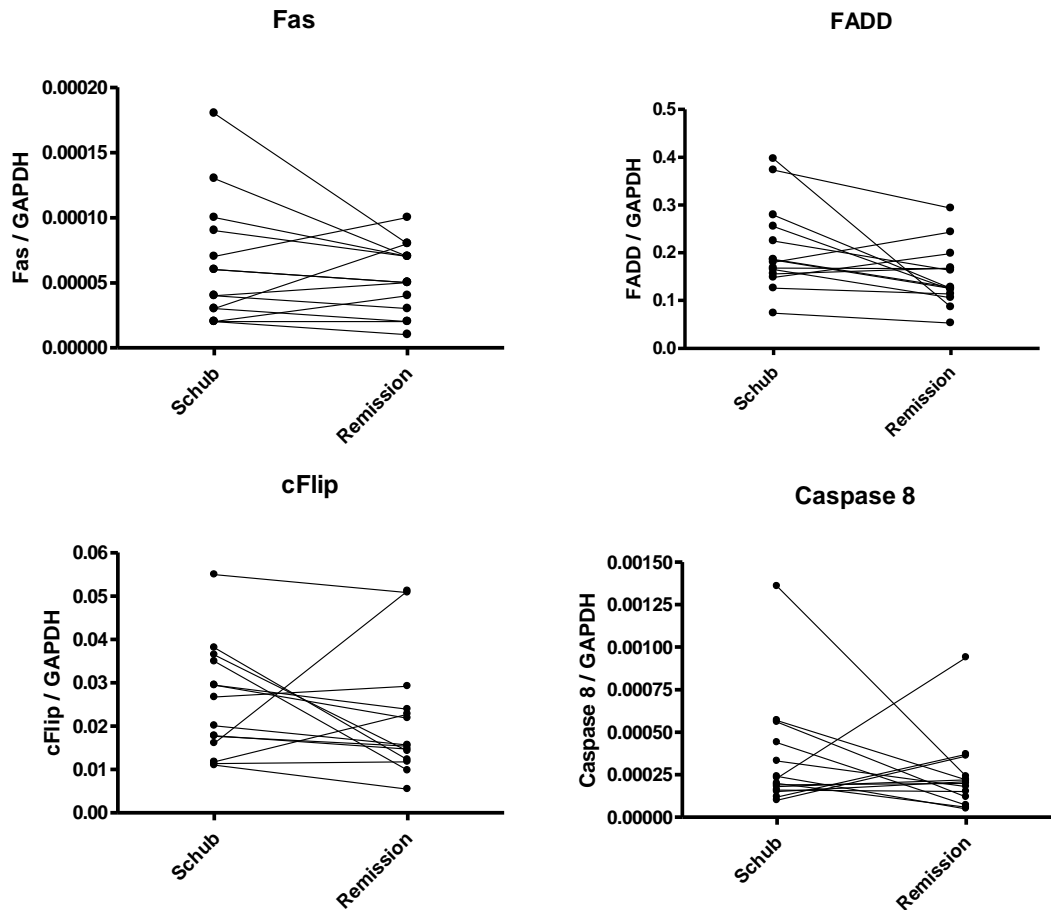 Fas
Fas / GAPDH
0.00020
0.00015
0.00010
0.00005
0.00000
Schub
Remission
FADD
FADD / GAPDH
0.5
0.4
0.3
0.2
0.1
0.0
Schub
Remission
cFlip
cFlip / GAPDH
0.06
0.05
0.04
0.03
0.02
0.01
0.00
Schub
Remission
Caspase 8
Caspase 8 / GAPDH
0.00150
0.00125
0.00100
0.00075
0.00050
0.00025
0.00000
Schub
Remission